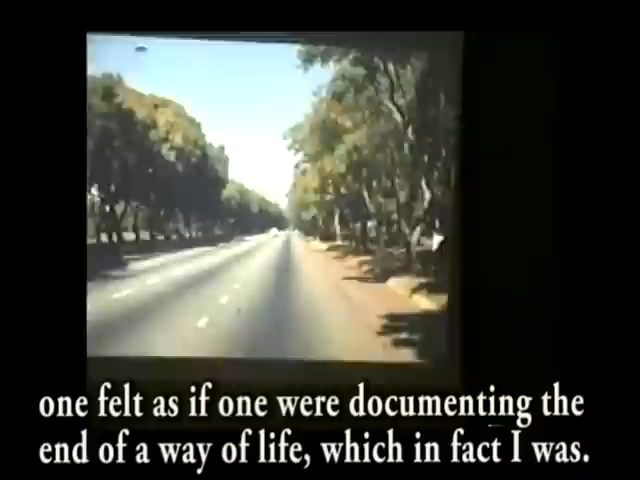 one felt as if one were documenting the
end of a way of life, which in fact I was.